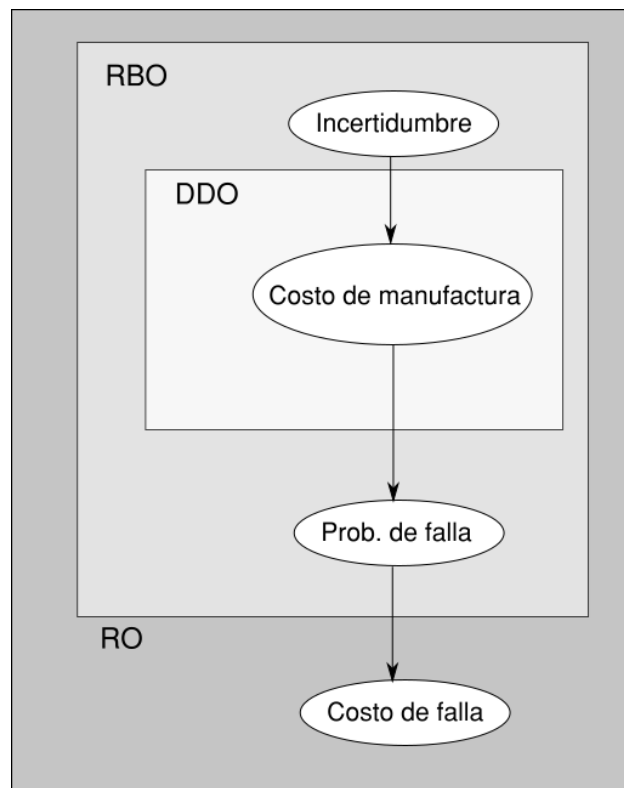 RBO
Incertidumbre
DDO
Costo de manufactura
Prob. de falla
RO
Costo de falla